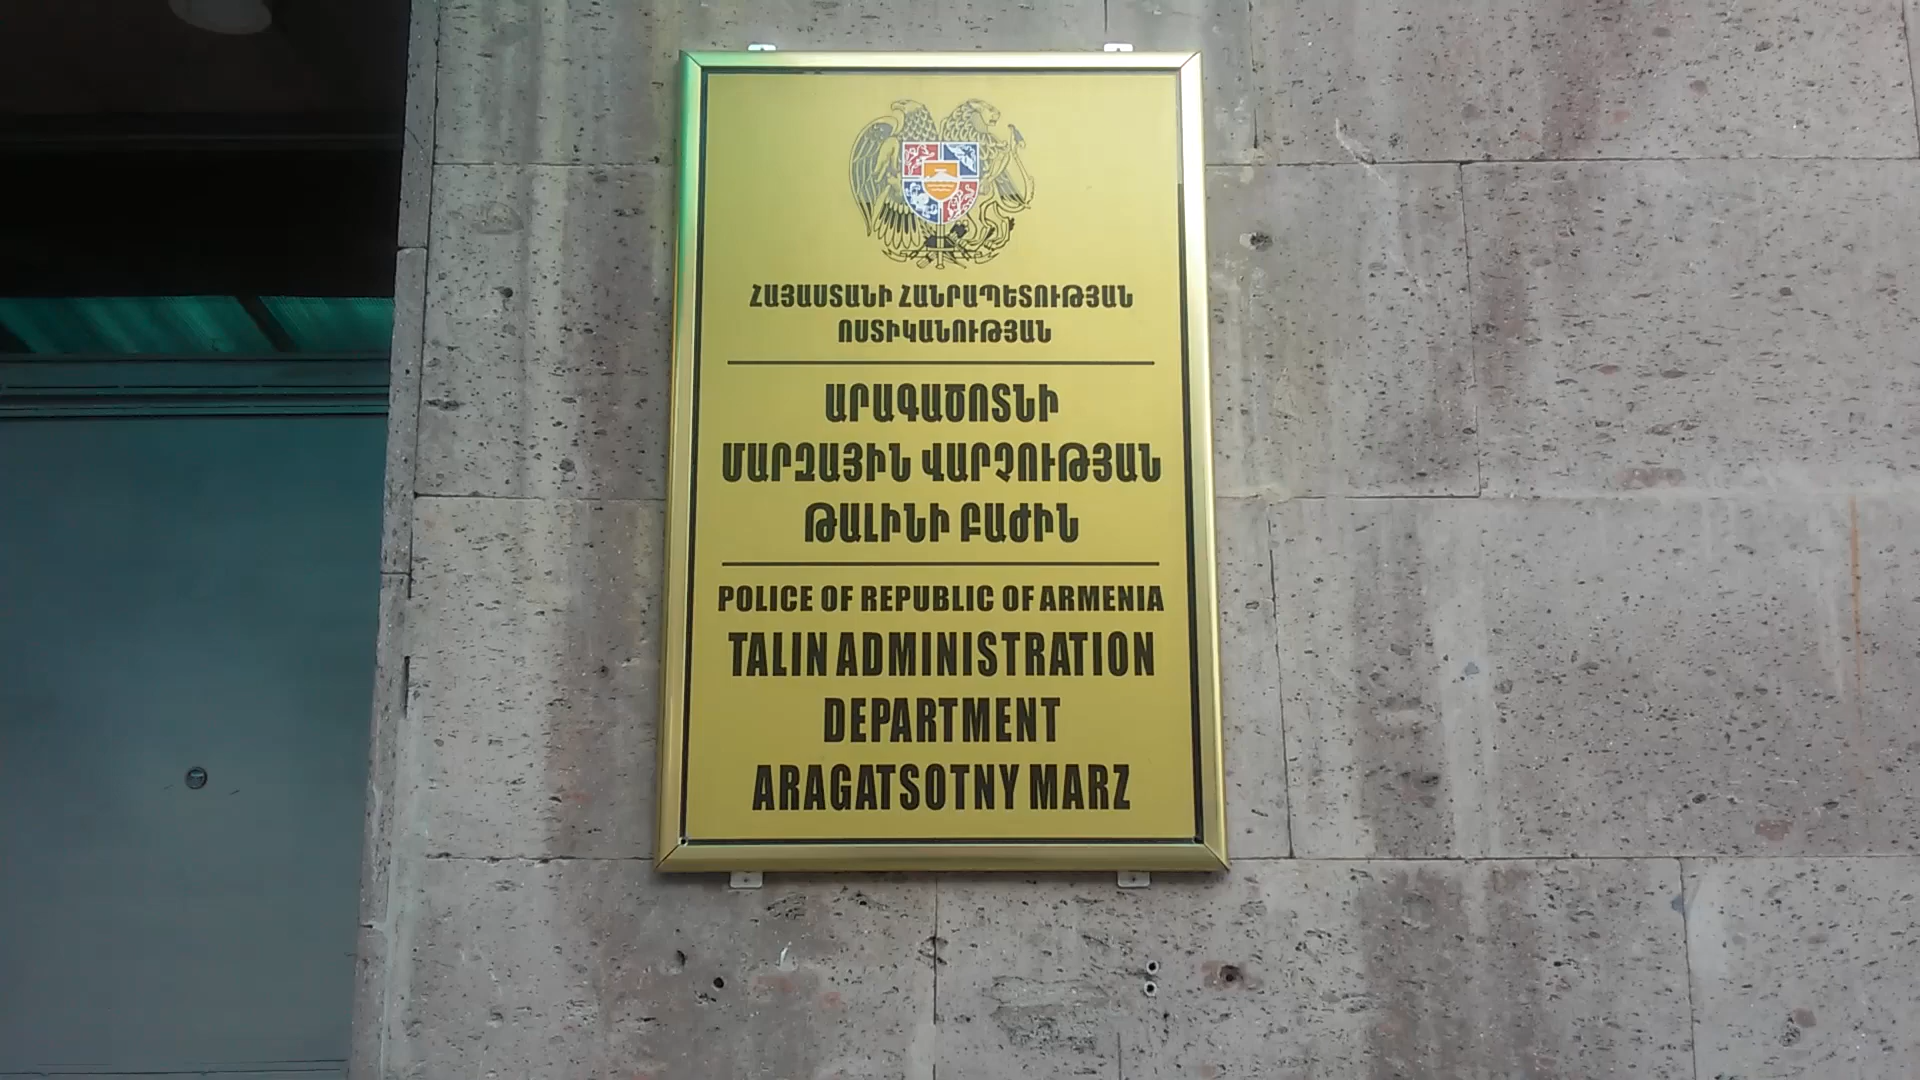 ՀԱՅԱՍՏԱՆԻ ՀԱՆՐԱՊԵՏՈՒԹՅԱՆ
ՈՍՏԻԿԱՆՈՒԹՅԱՆ
ԱՐԱԳԱԾՈՏՆԻ
ՄԱՐԶԱՅԻՆ ՎԱՐՉՈՒԹՅԱՆ
ԹԱԼԻՆԻ ԲԱԺԻՆ
POLICE OF REPUBLIC OF ARMENIA
TALIN ADMINISTRATION
DEPARTMENT
ARAGATSOTNY MARZ